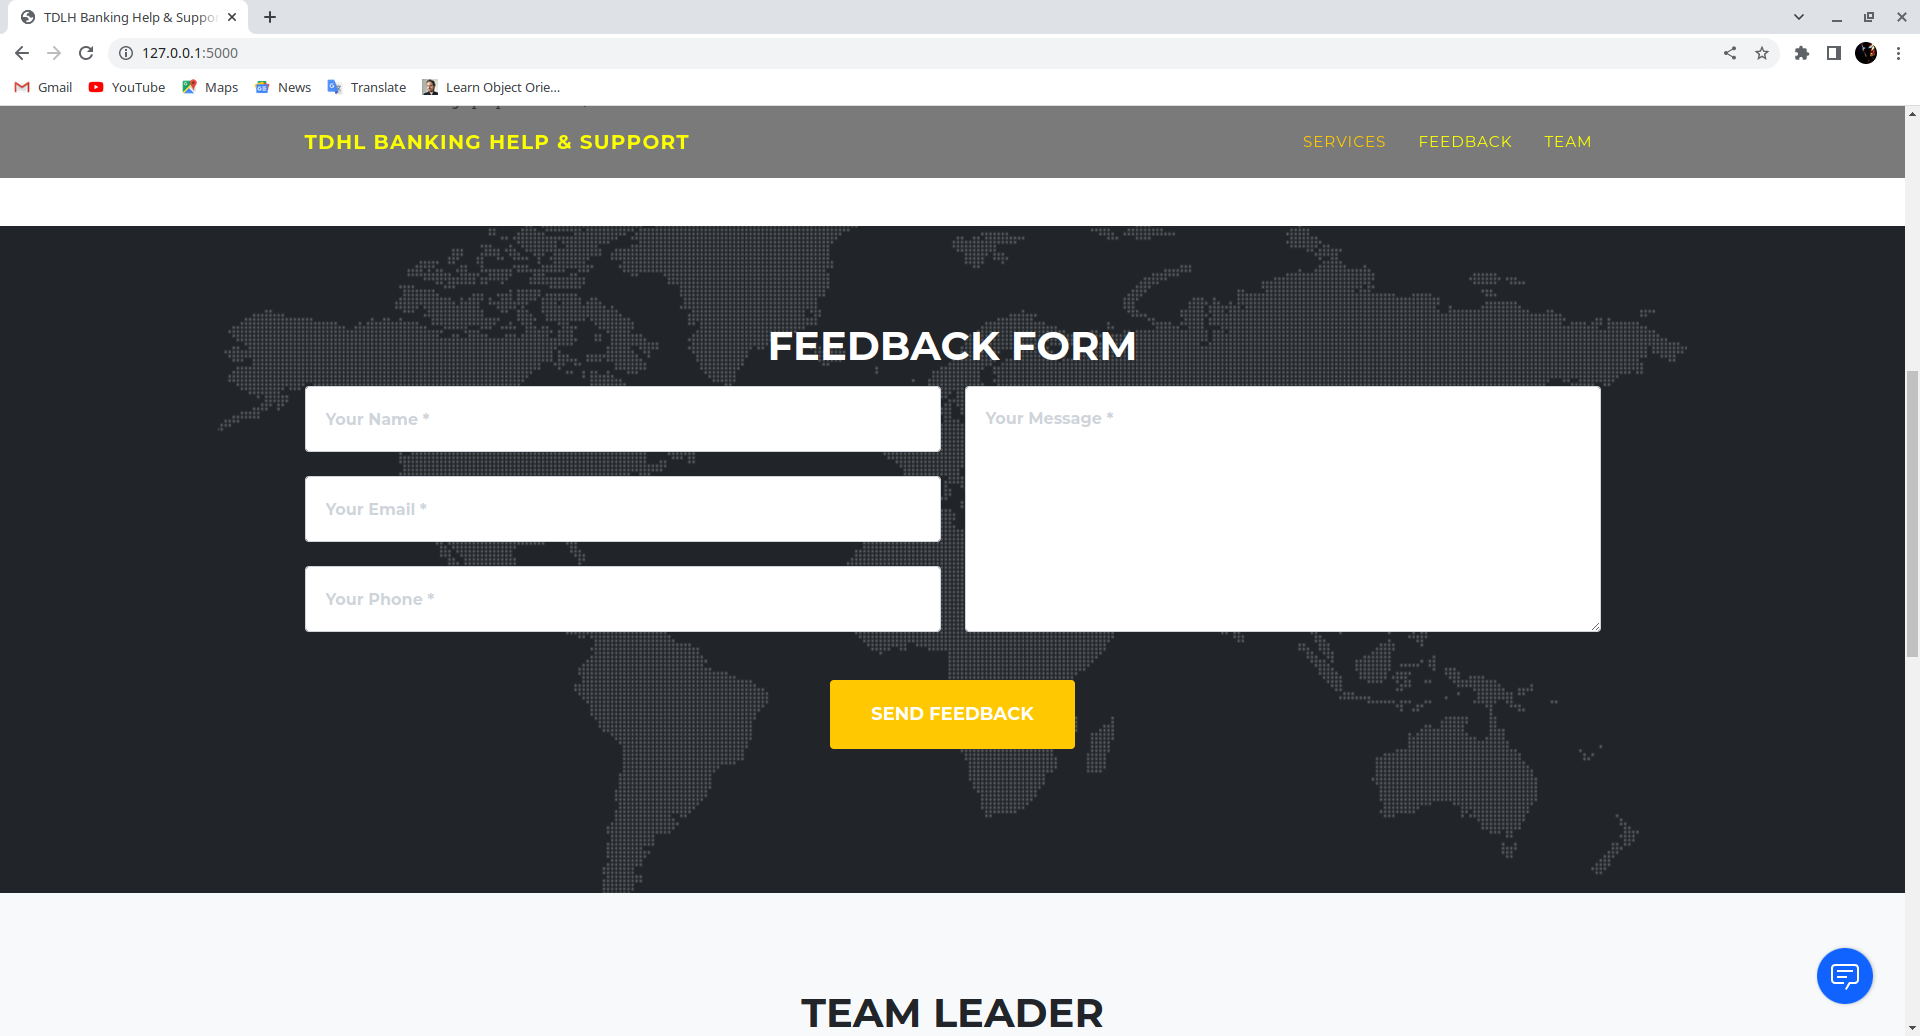 TDLH Banking Help & Suppo
127.0.0.1:5000
Gmail
YouTube
Maps
News
Translate
Learn Object Orie...
TDHL BANKING HELP & SUPPORT
SERVICES
FEEDBACK
TEAM
FEEDBACK FORM
Your Name *
Your Message *
Your Email *
Your Phone *
SEND FEEDBACK
TEAM LEADER